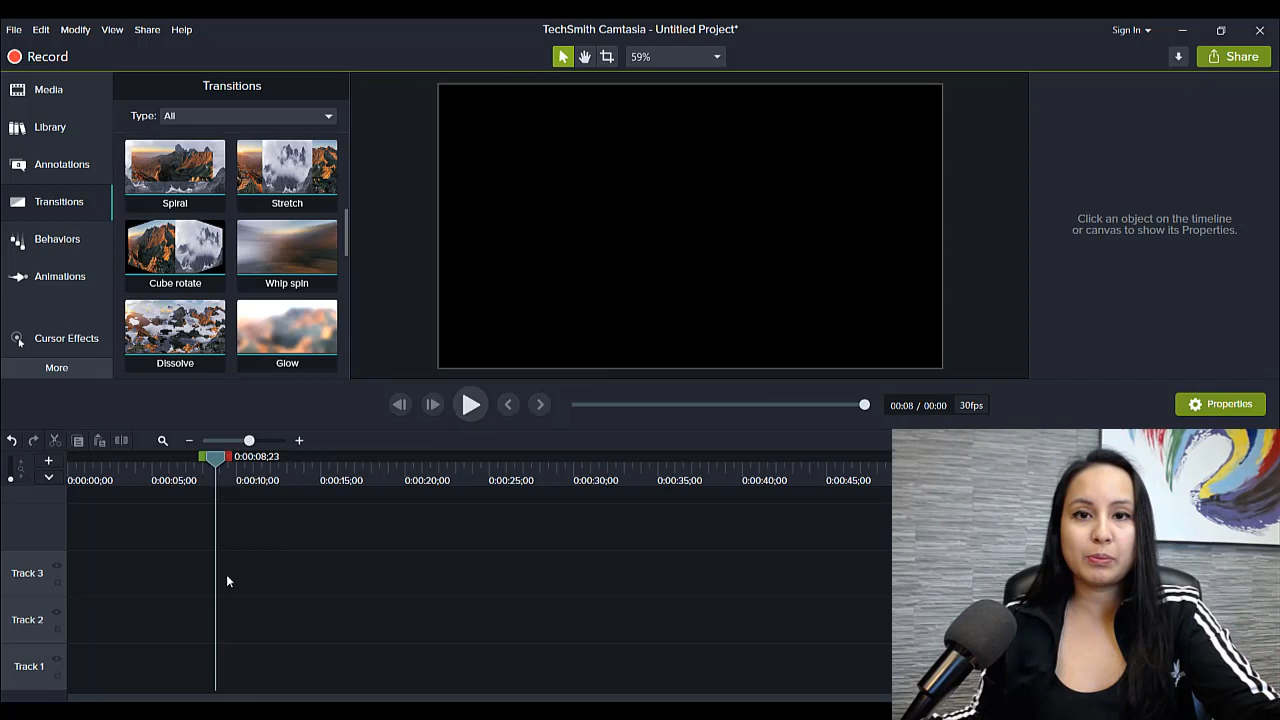 TechSmith Camtasia - Untitled Project*
File Edit Modify View Share Help
Sign In
Record
59%
Share
Media
Library
Annotations
Transitions
Behaviors
Animations
Cursor Effects
More
Transitions
Type: All
Spiral Stretch
Cube rotate Whip spin
Dissolve Glow
Click an object on the timeline
or canvas to show its Properties.
00:08 / 00:00 30fps
Properties
0:00:08;23
0:00:00;00 0:00:05;00 0:00:10;00 0:00:15;00 0:00:20;00 0:00:25;00 0:00:30;00 0:00:35;00 0:00:40;00 0:00:45;00
Track 3
Track 2
Track 1